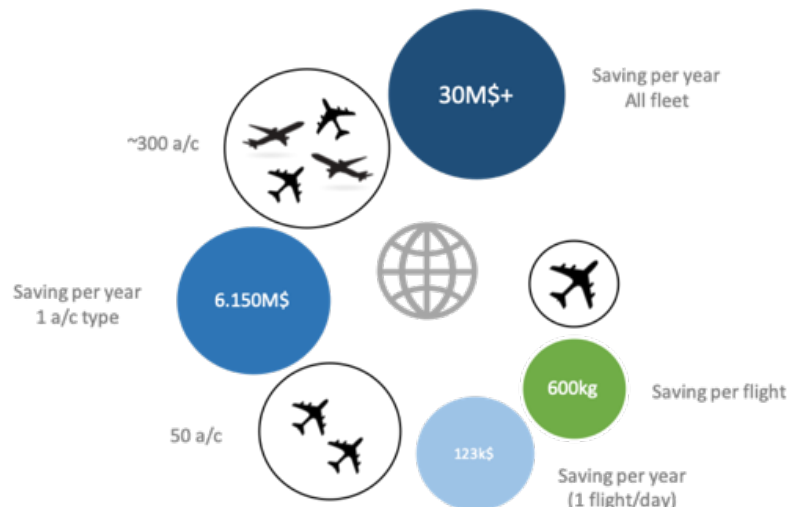 30M$+
Saving per year
All fleet
~300 a/c
Saving per year
1 a/c type
6.150M$
600kg
Saving per flight
50 a/c
123k$
Saving per year
(1 flight/day)